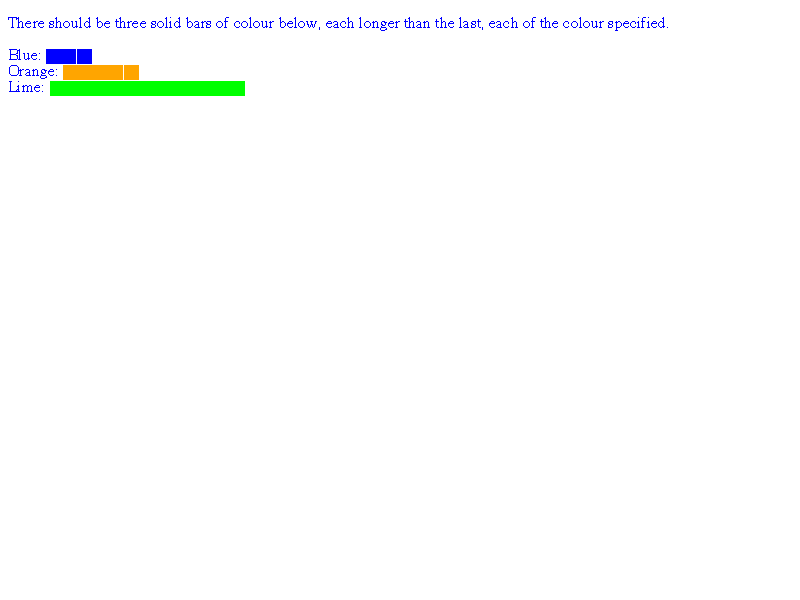 There should be three solid bars of colour below, each longer than the last, each of the colour specified.
Blue:
Orange:
Lime: